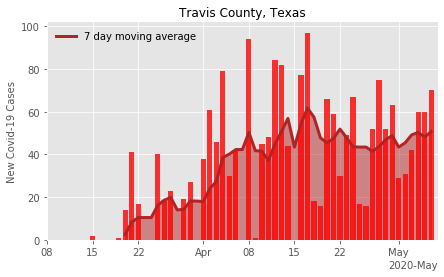 Travis County, Texas
7 day moving average
New Covid-19 Cases
100
80
60
40
20
0
08 15 22 Apr 08 15 22 May
2020-May